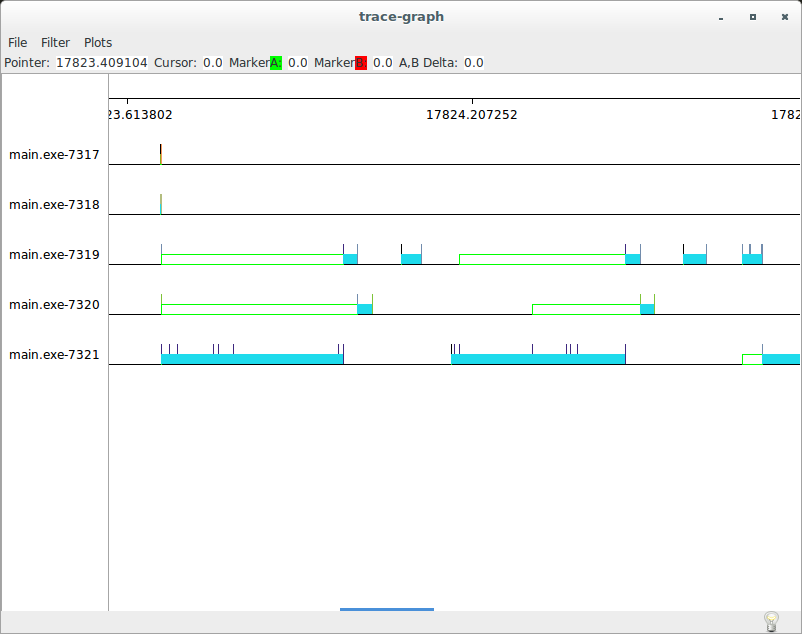 trace-graph
File Filter Plots
Pointer: 17823.409104 Cursor: 0.0 MarkerA: 0.0 MarkerB: 0.0 A,B Delta: 0.0
23.613802 17824.207252 1782
main.exe-7317
main.exe-7318
main.exe-7319
main.exe-7320
main.exe-7321